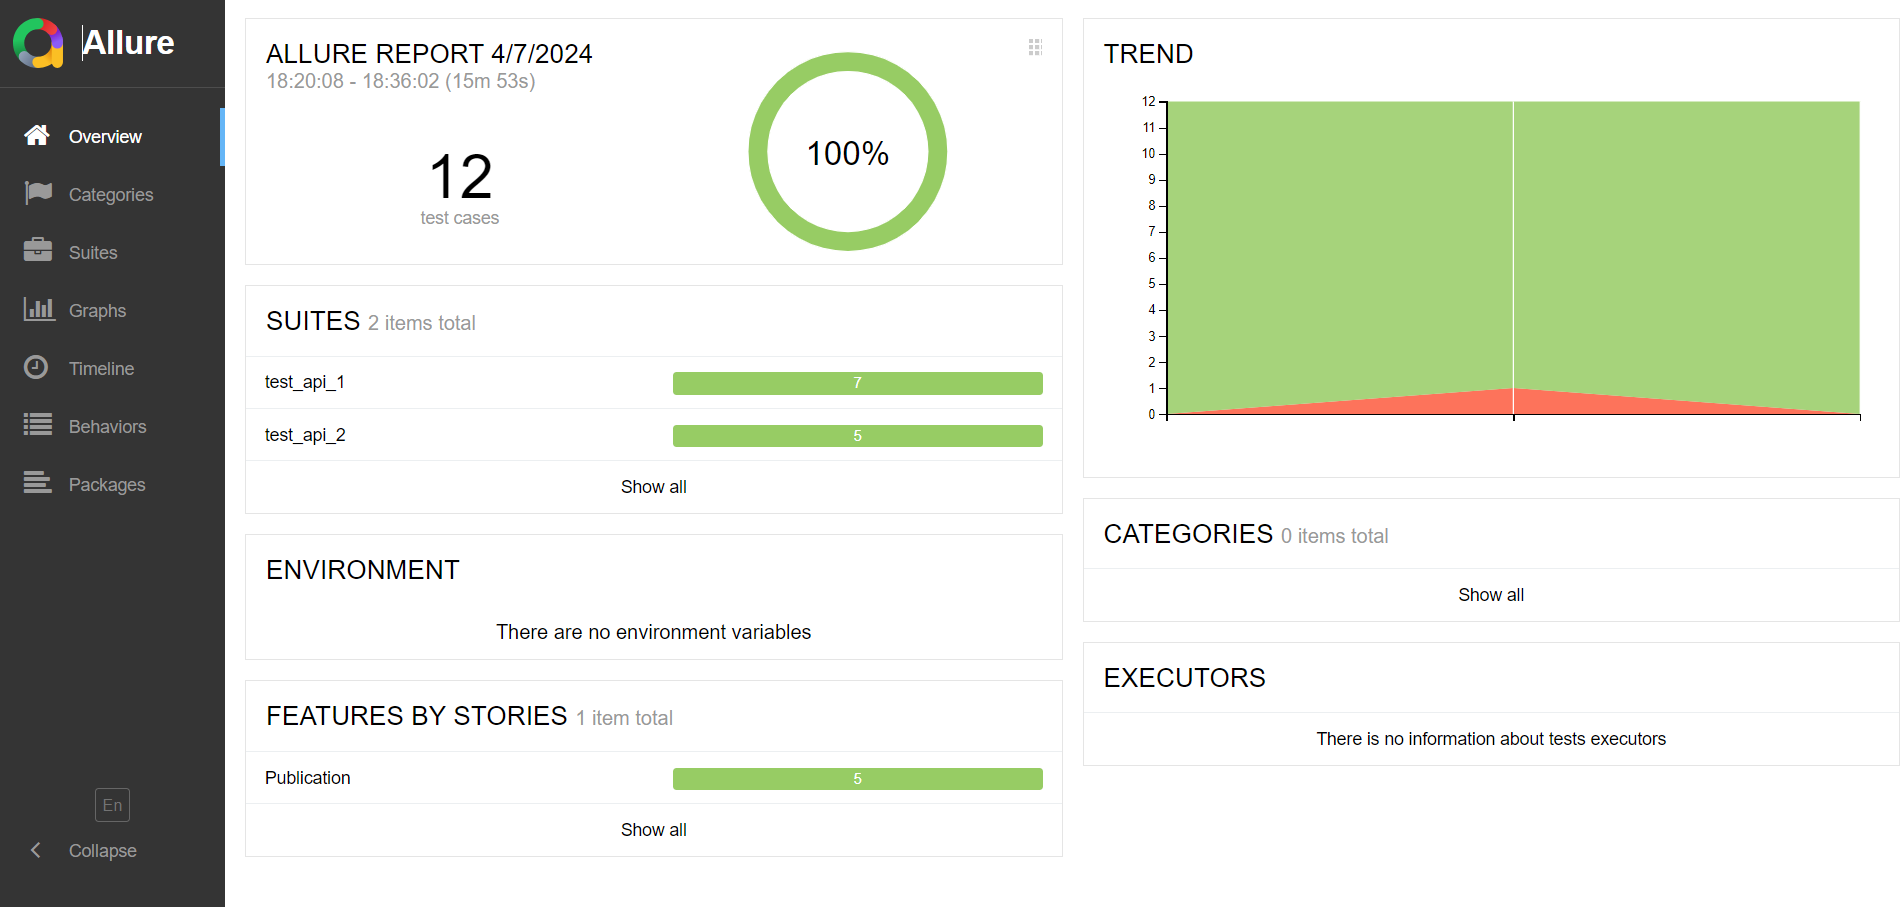 Allure
Overview
Categories
Suites
Graphs
Timeline
Behaviors
Packages
En
Collapse
ALLURE REPORT 4/7/2024
18:20:08 - 18:36:02 (15m 53s)
12
test cases
100%
SUITES 2 items total
test_api_1 7
test_api_2 5
Show all
ENVIRONMENT
There are no environment variables
FEATURES BY STORIES 1 item total
Publication 5
Show all
TREND
12
11
10
9
8
7
6
5
4
3
2
1
0
CATEGORIES 0 items total
Show all
EXECUTORS
There is no information about tests executors